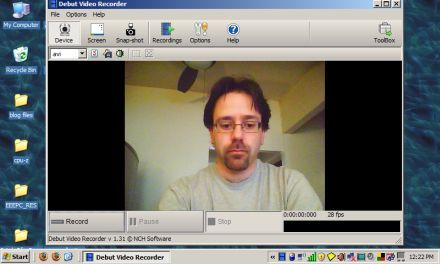 Debut Video Recorder
File Options Help
My Computer
Device Screen Snap-shot Recordings Options Help ToolBox
Recycle Bin
blog files
cpu-z
EEEPC_RES
Record Pause Stop 0:00:00:000 28 fps
Debut Video Recorder v 1.31 © NCH Software
Start Debut Video Recorder 12:22 PM